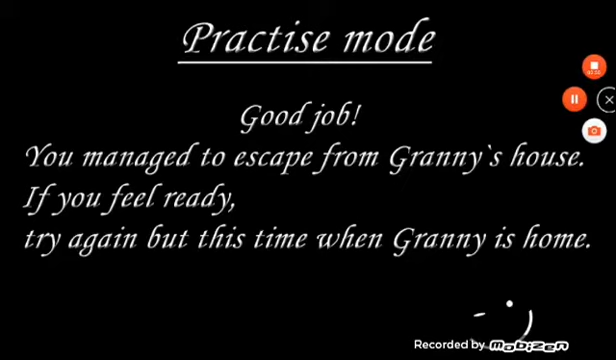 Practise mode
Good job!
You managed to escape from Granny`s house.
If you feel ready,
try again but this time when Granny is home.
Recorded by Mobizen